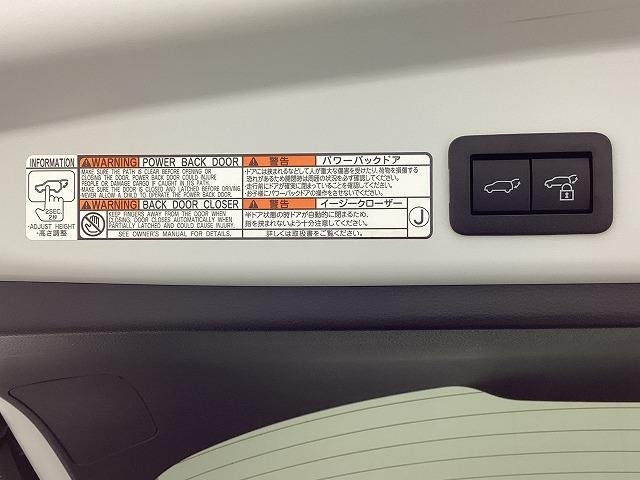 INFORMATION
2SEC.
2秒
・ADJUST HEIGHT
・高さ調整
WARNING POWER BACK DOOR
MAKE SURE THE PATH IS CLEAR BEFORE OPENING OR
CLOSING THE DOOR. POWER BACK DOOR COULD INJURE
PEOPLE OR DAMAGE CARGO IF CAUGHT IN ITS PATH.
MAKE SURE THE DOOR IS CLOSED AND LATCHED BEFORE DRIVING.
NEVER ALLOW A CHILD TO OPERATE THE POWER BACK DOOR.
警告 パワーバックドア
・ドアにはさまれるなどして人が重大な傷害を受けたり、荷物を損傷する
恐れがあるため開閉時は周囲の状況を必ず確認してください。
・走行前にドアが確実に閉まっていることを確認してください。
・お子様にパワーバックドアの操作をさせないでください。
WARNING BACK DOOR CLOSER
KEEP FINGERS AWAY FROM THE DOOR WHEN
CLOSING. DOOR CLOSES AUTOMATICALLY WHEN
PARTIALLY LATCHED AND COULD CAUSE INJURY.
警告 イージークローザー
半ドア状態の時ドアが自動的に閉まるため、
指を挟まれないよう十分注意してください。
J
SEE OWNER'S MANUAL FOR DETAILS.
詳しくは取扱書をご覧ください。